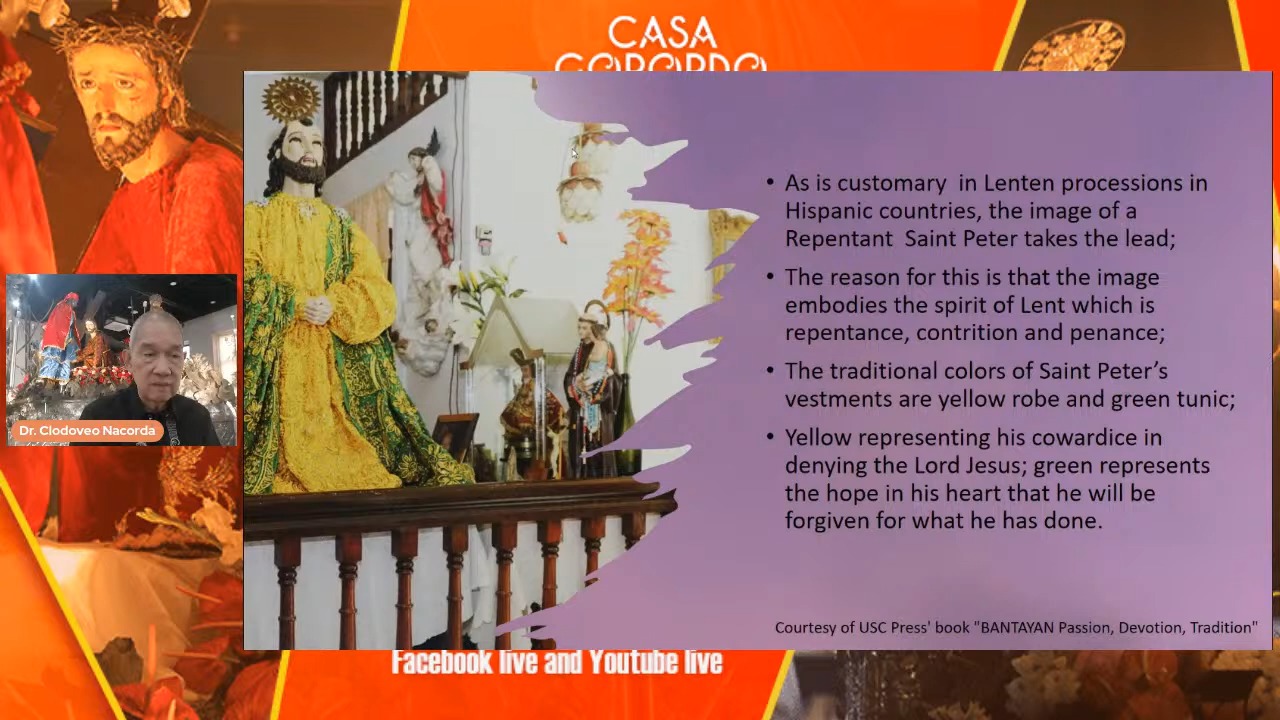 CASA
GORORDO
• As is customary  in Lenten processions in
Hispanic countries, the image of a
Repentant  Saint Peter takes the lead;
• The reason for this is that the image
embodies the spirit of Lent which is
repentance, contrition and penance;
• The traditional colors of Saint Peter’s
vestments are yellow robe and green tunic;
• Yellow representing his cowardice in
denying the Lord Jesus; green represents
the hope in his heart that he will be
forgiven for what he has done.
Dr. Clodoveo Nacorda
Courtesy of USC Press' book "BANTAYAN Passion, Devotion, Tradition"
Facebook live and Youtube live